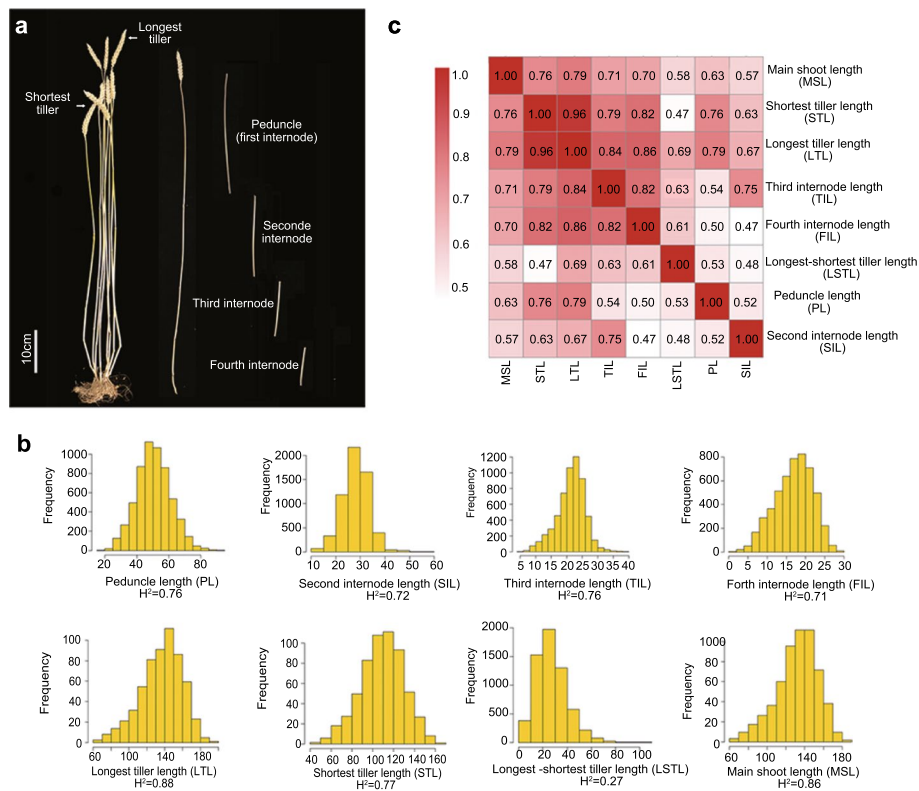 a
Longest
tiller
Shortest
tiller
Peduncle
(first internode)
Seconde
internode
Third internode
Fourth internode
10cm
c
1.0
0.9
0.8
0.7
0.6
0.5
1.00 0.76 0.79 0.71 0.70 0.58 0.63 0.57
Main shoot length
(MSL)
0.76 1.00 0.96 0.79 0.82 0.47 0.76 0.63
Shortest tiller length
(STL)
0.79 0.96 1.00 0.84 0.86 0.69 0.79 0.67
Longest tiller length
(LTL)
0.71 0.79 0.84 1.00 0.82 0.63 0.54 0.75
Third internode length
(TIL)
0.70 0.82 0.86 0.82 1.00 0.61 0.50 0.47
Fourth internode length
(FIL)
0.58 0.47 0.69 0.63 0.61 1.00 0.53 0.48
Longest-shortest tiller length
(LSTL)
0.63 0.76 0.79 0.54 0.50 0.53 1.00 0.52
Peduncle length
(PL)
0.57 0.63 0.67 0.75 0.47 0.48 0.52 1.00
Second internode length
(SIL)
MSL STL LTL TIL FIL LSTL PL SIL
b
Frequency
1000
800
600
400
200
0
20 40 60 80
Peduncle length (PL)
H²=0.76
Frequency
2000
1500
1000
500
0
10 20 30 40 50 60
Second internode length (SIL)
H²=0.72
Frequency
1200
1000
800
600
400
200
0
5 10 15 20 25 30 35 40
Third internode length (TIL)
H²=0.76
Frequency
800
600
400
200
0
0 5 10 15 20 25 30
Forth internode length (FIL)
H²=0.71
Frequency
100
80
60
40
20
0
60 100 140 180
Longest tiller length (LTL)
H²=0.88
Frequency
100
80
60
40
20
0
40 60 80 100 120 140 160
Shortest tiller length (STL)
H²=0.77
Frequency
2000
1500
1000
500
0
0 20 40 60 80 100
Longest -shortest tiller length (LSTL)
H²=0.27
Frequency
1000
80
60
40
20
0
60 100 140 180
Main shoot length (MSL)
H²=0.86